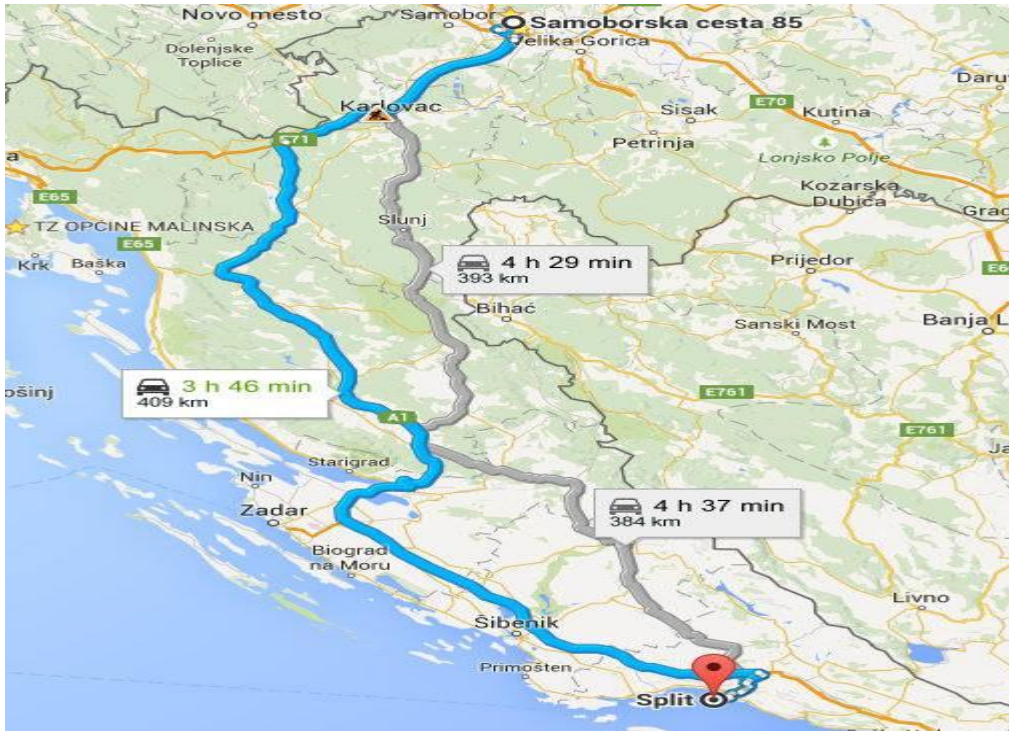 Novo mesto
Samobor
Samoborska cesta 85
Velika Gorica
Dolenjske
Toplice
Daru
Karlovac
Sisak
E70
Kutina
Petrinja
E71
Lonjsko Polje
a
E65
Kozarska
Dubica
Slunj
Grad
TZ OPĆINE MALINSKA
E65
Krk
Baška
4 h 29 min
393 km
Prijedor
E6
Bihać
Sanski Most
Banja L
3 h 46 min
409 km
ošinj
E761
A1
E761
Ja
Starigrad
Nin
Zadar
4 h 37 min
384 km
Biograd
na Moru
Livno
Šibenik
Primošten
Split